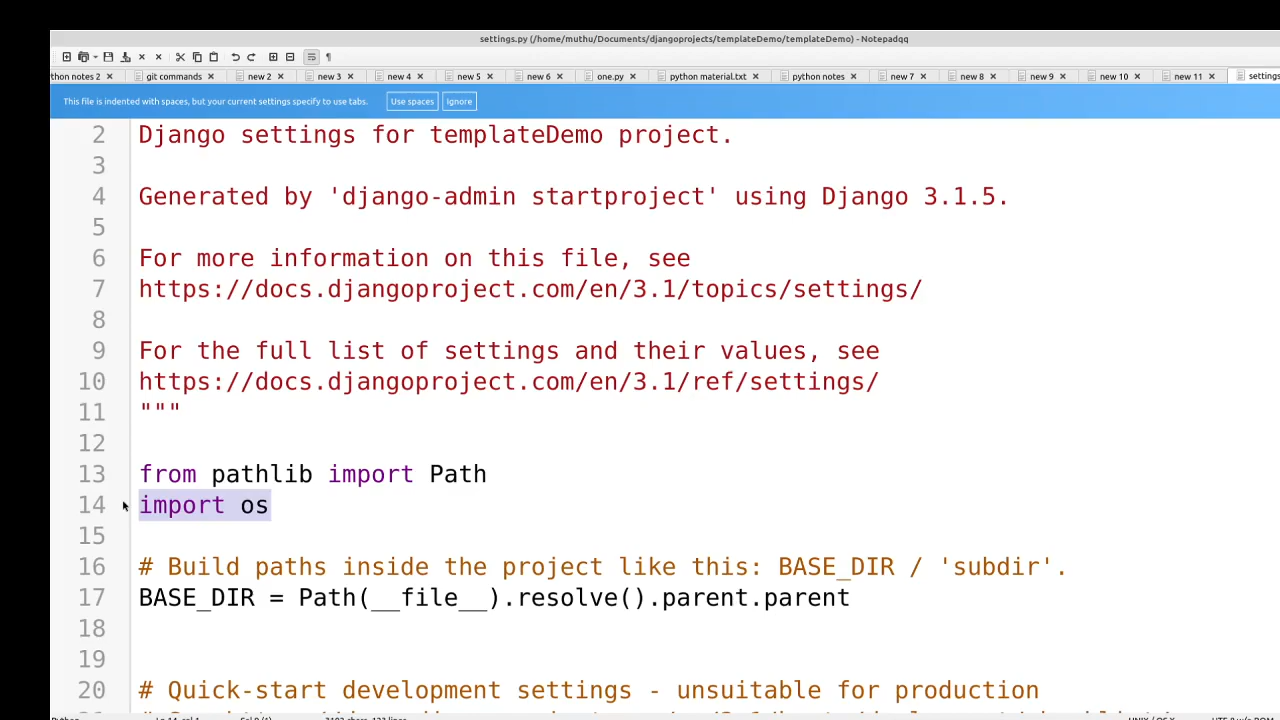 settings.py (/home/muthu/Documents/djangoprojects/templateDemo/templateDemo) - Notepadqq
thon notes 2 git commands new 2 new 3 new 4 new 5 new 6 one.py python material.txt python notes new 7 new 8 new 9 new 10 new 11 settings
This file is indented with spaces, but your current settings specify to use tabs. Use spaces Ignore
2 Django settings for templateDemo project.
3
4 Generated by 'django-admin startproject' using Django 3.1.5.
5
6 For more information on this file, see
7 https://docs.djangoproject.com/en/3.1/topics/settings/
8
9 For the full list of settings and their values, see
10 https://docs.djangoproject.com/en/3.1/ref/settings/
11 """
12
13 from pathlib import Path
14 import os
15
16 # Build paths inside the project like this: BASE_DIR / 'subdir'.
17 BASE_DIR = Path(__file__).resolve().parent.parent
18
19
20 # Quick-start development settings - unsuitable for production